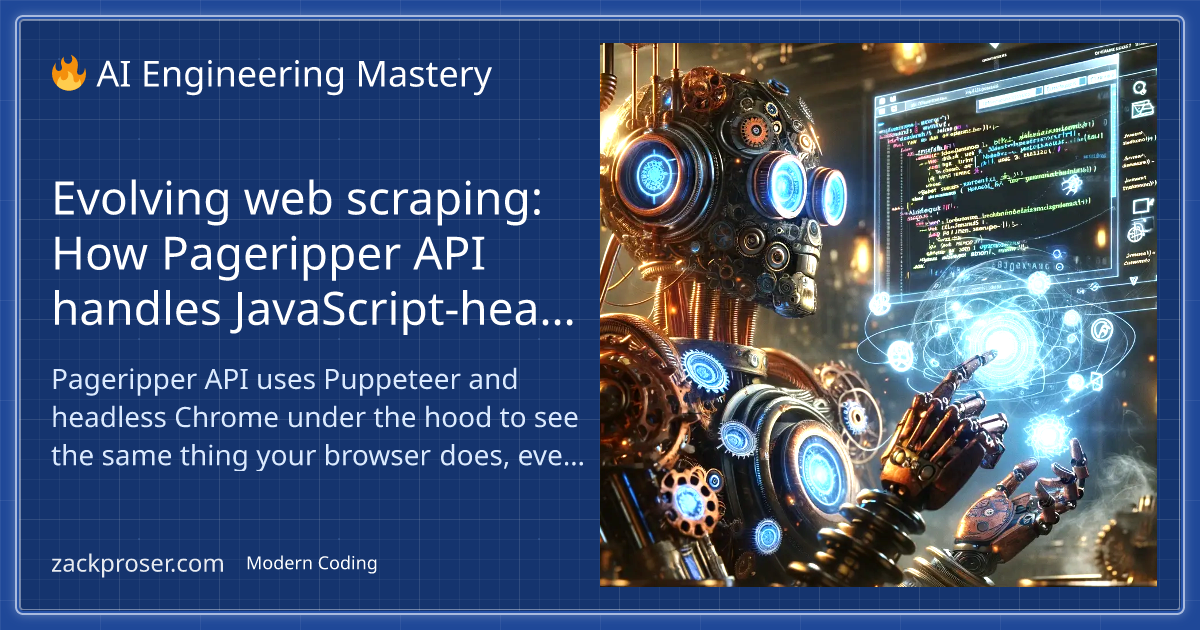 🔥 AI Engineering Mastery
Evolving web scraping:
How Pageripper API
handles JavaScript-hea...
Pageripper API uses Puppeteer and
headless Chrome under the hood to see
the same thing your browser does, eve...
zackproser.com Modern Coding